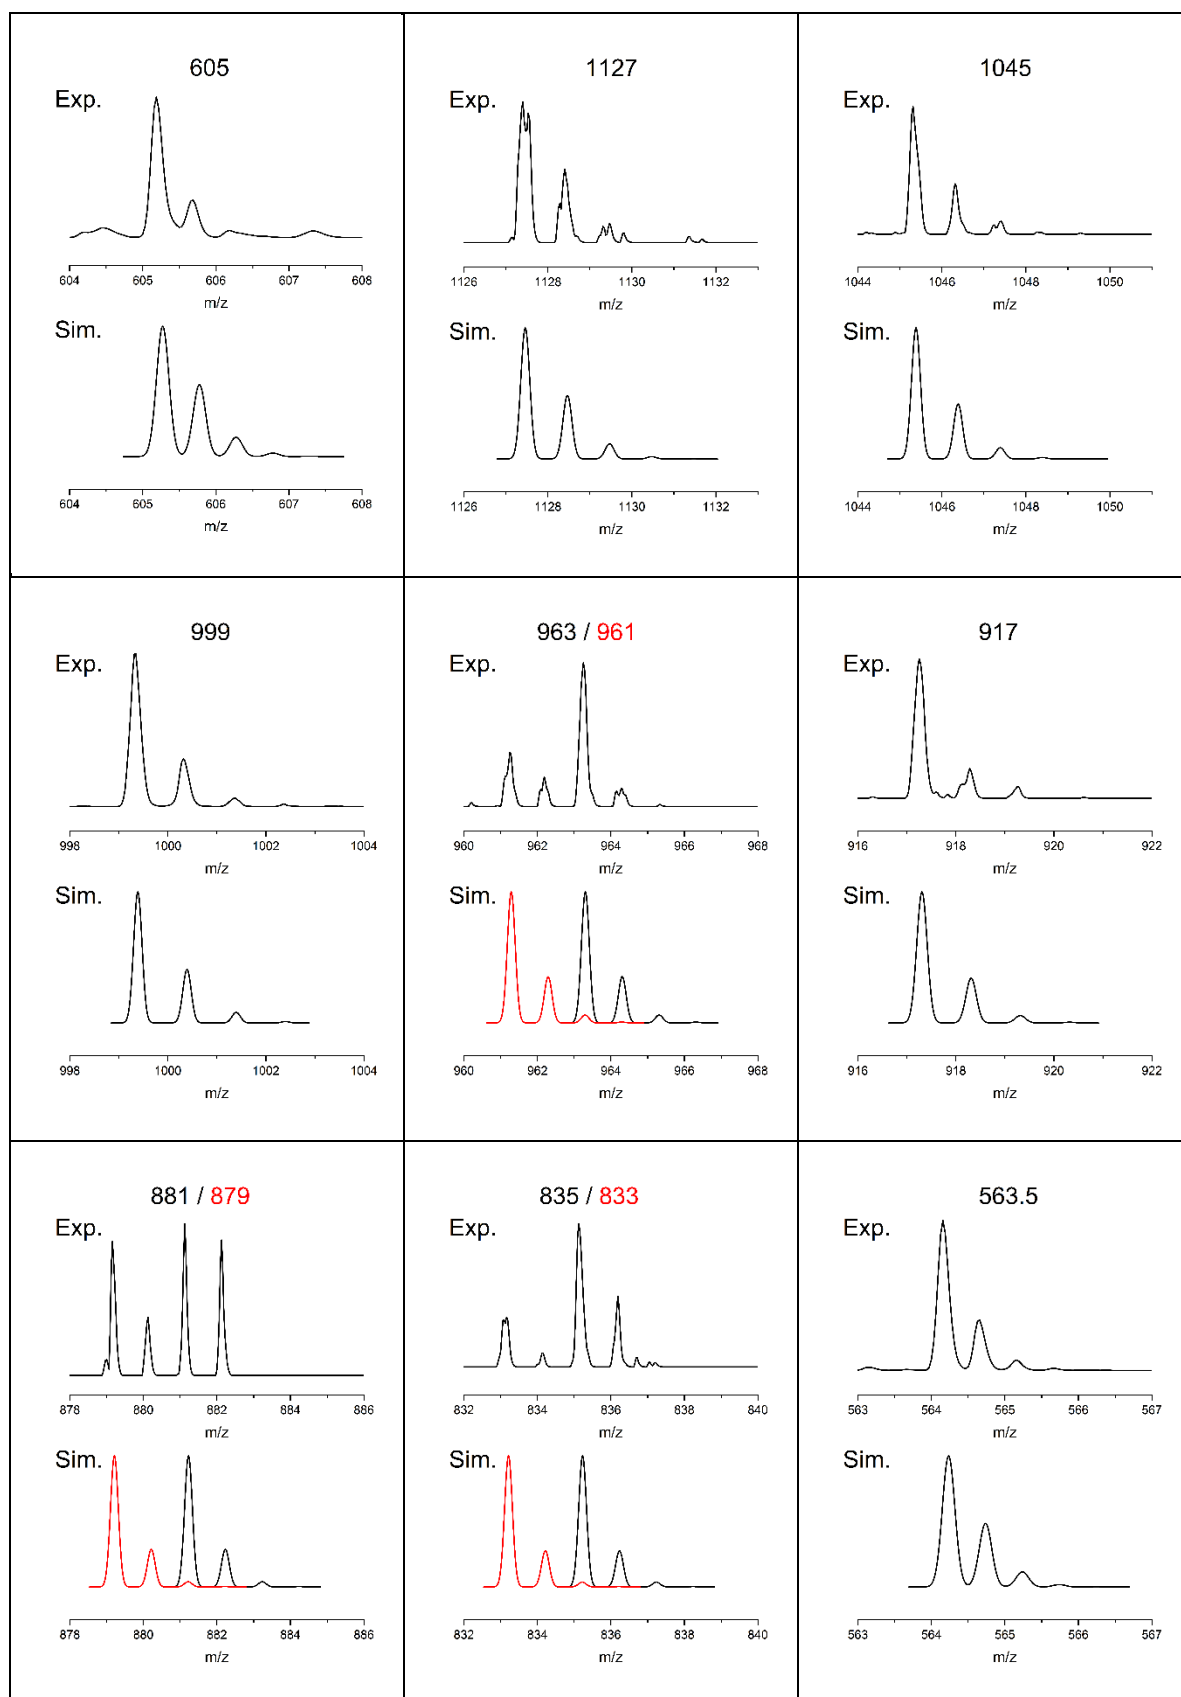 605
Exp.
604 605 606 607 608
m/z
Sim.
604 605 606 607 608
m/z
1127
Exp.
1126 1128 1130 1132
m/z
Sim.
1126 1128 1130 1132
m/z
1045
Exp.
1044 1046 1048 1050
m/z
Sim.
1044 1046 1048 1050
m/z
999
Exp.
998 1000 1002 1004
m/z
Sim.
998 1000 1002 1004
m/z
963 / 961
Exp.
960 962 964 966 968
m/z
Sim.
960 962 964 966 968
m/z
917
Exp.
916 918 920 922
m/z
Sim.
916 918 920 922
m/z
881 / 879
Exp.
878 880 882 884 886
m/z
Sim.
878 880 882 884 886
m/z
835 / 833
Exp.
832 834 836 838 840
m/z
Sim.
832 834 836 838 840
m/z
563.5
Exp.
563 564 565 566 567
m/z
Sim.
563 564 565 566 567
m/z